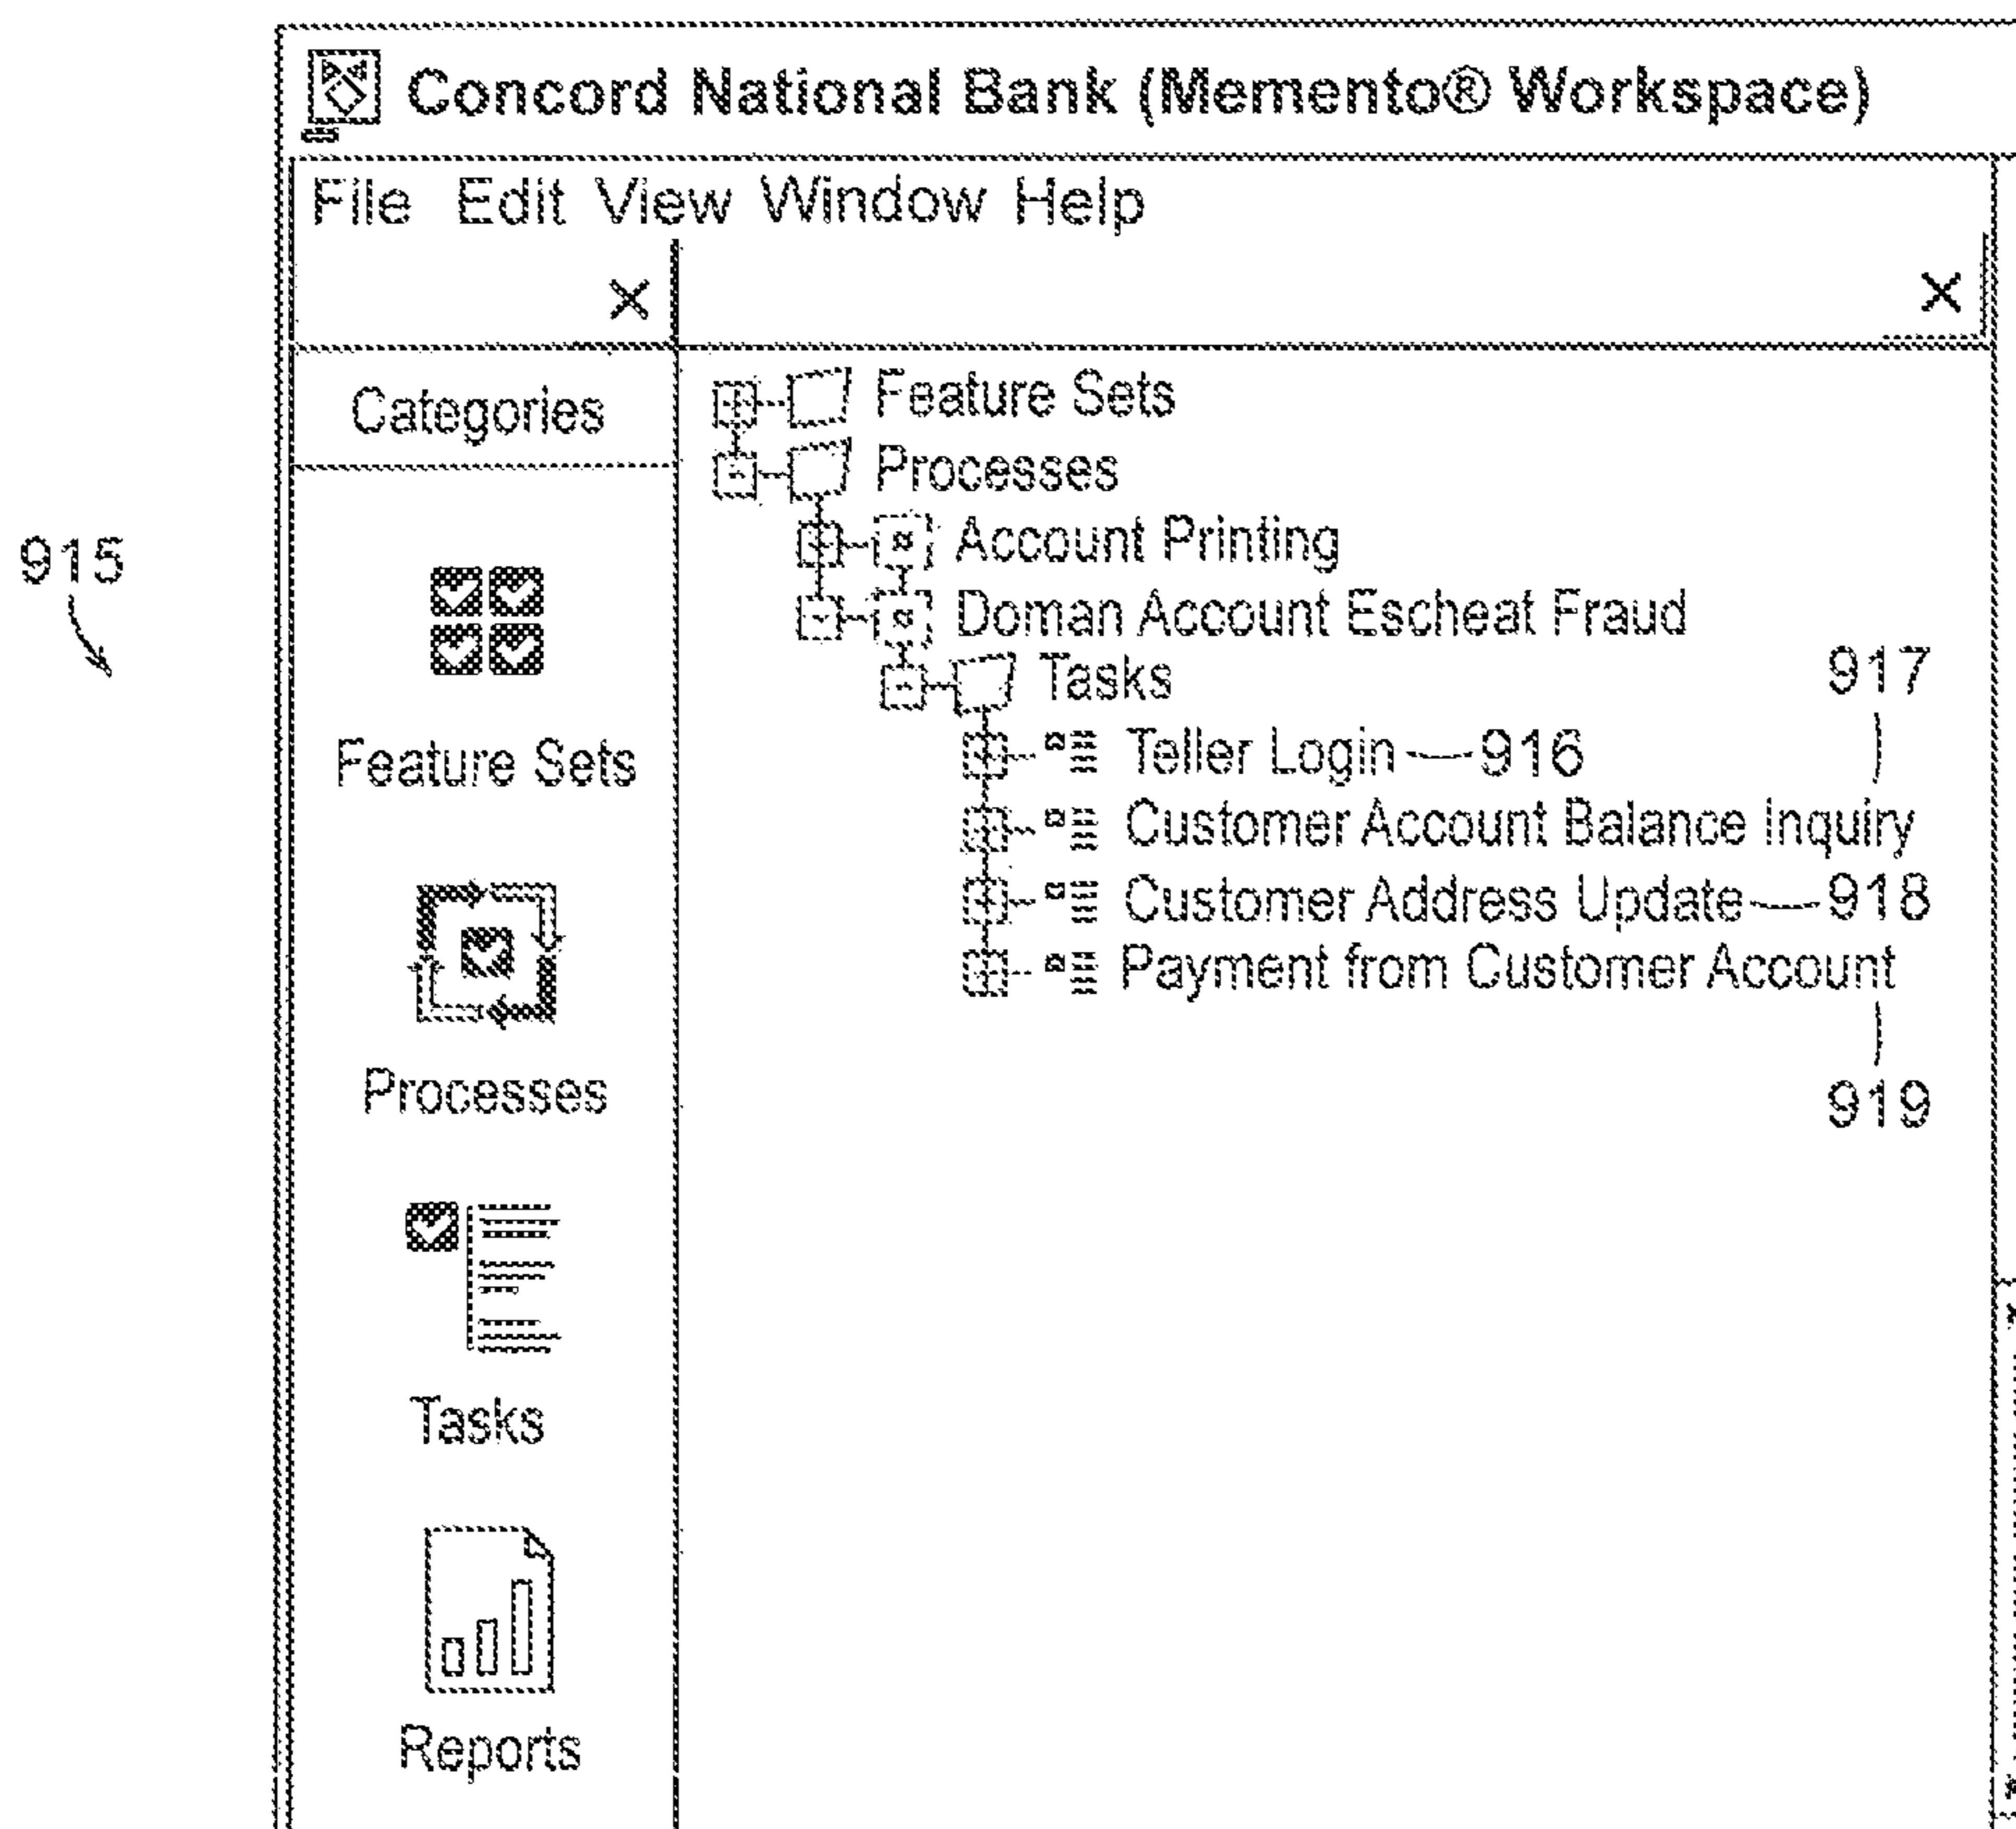 Concord National Bank (Memento® Workspace)
File Edit View Window Help
X X
Categories
Feature Sets
Processes
Account Printing
Doman Account Escheat Fraud
Tasks
917
Teller Login 916
Customer Account Balance Inquiry
Customer Address Update 918
Payment from Customer Account
919
915
Feature Sets
Processes
Tasks
Reports